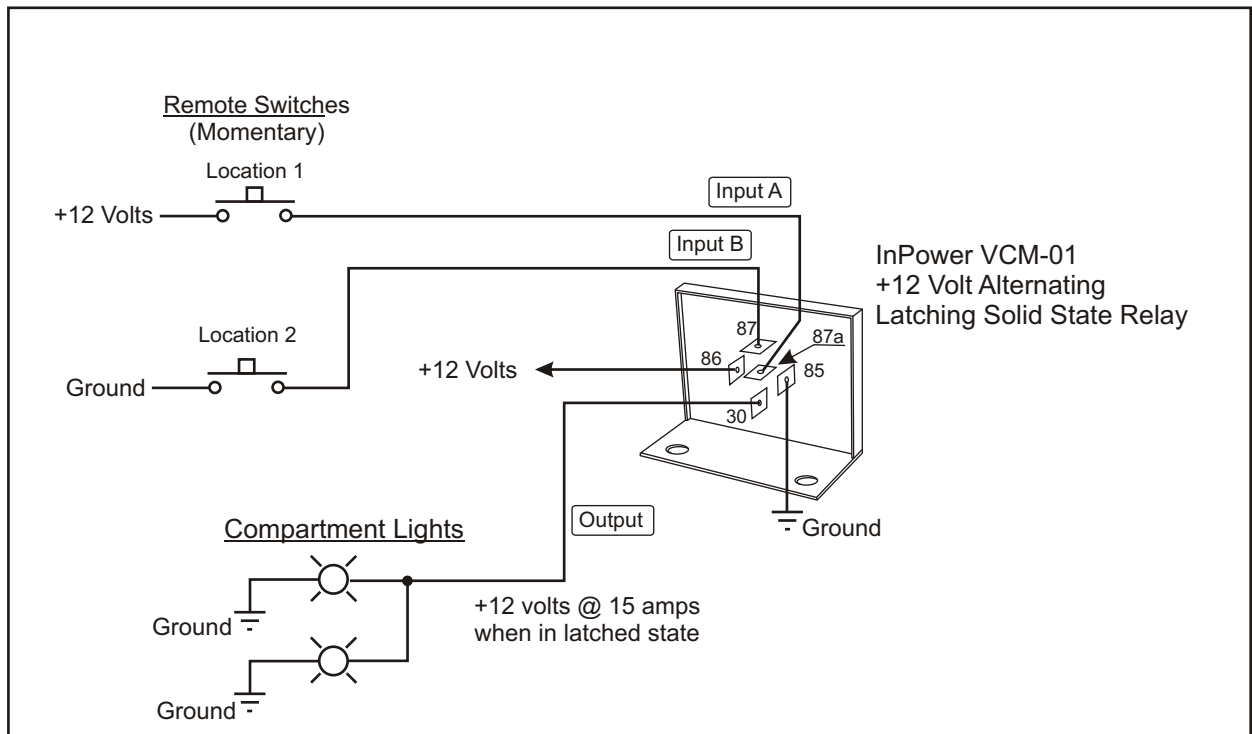 Remote Switches
(Momentary)
Location 1
+12 Volts
Input A
Input B
InPower VCM-01
+12 Volt Alternating
Latching Solid State Relay
Location 2
Ground
+12 Volts
87
87a
86
85
30
Output
Ground
Compartment Lights
+12 volts @ 15 amps
when in latched state
Ground
Ground